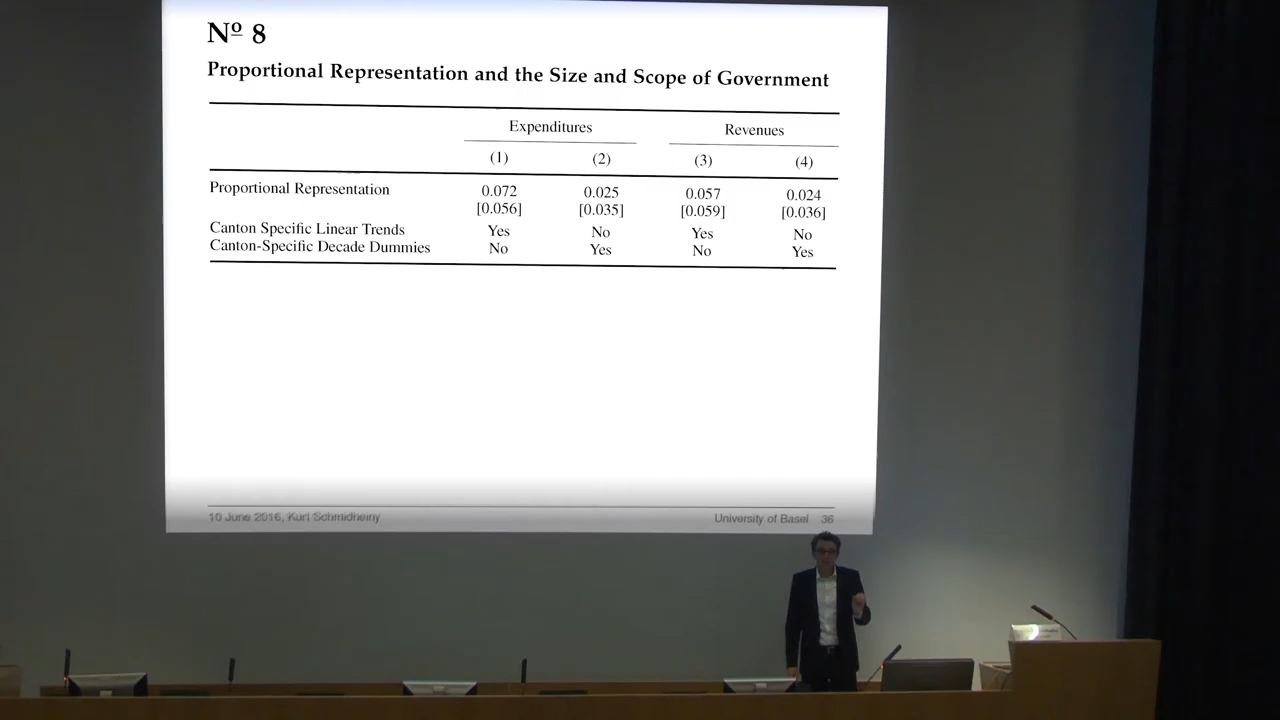 Nº 8
Proportional Representation and the Size and Scope of Government
Expenditures Revenues
(1) (2) (3) (4)
Proportional Representation 0.072 0.025 0.057 0.024
[0.056] [0.035] [0.059] [0.036]
Canton Specific Linear Trends Yes No Yes No
Canton-Specific Decade Dummies No Yes No Yes
10 June 2016, Kurt Schmidheiny University of Basel 36